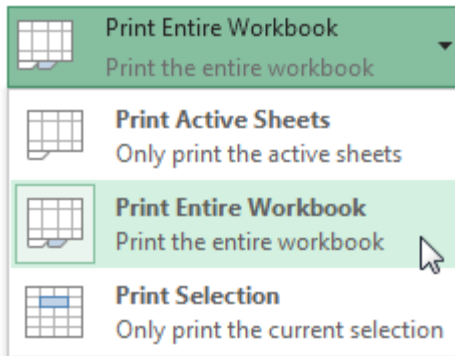 Print Entire Workbook
Print the entire workbook
Print Active Sheets
Only print the active sheets
Print Entire Workbook
Print the entire workbook
Print Selection
Only print the current selection